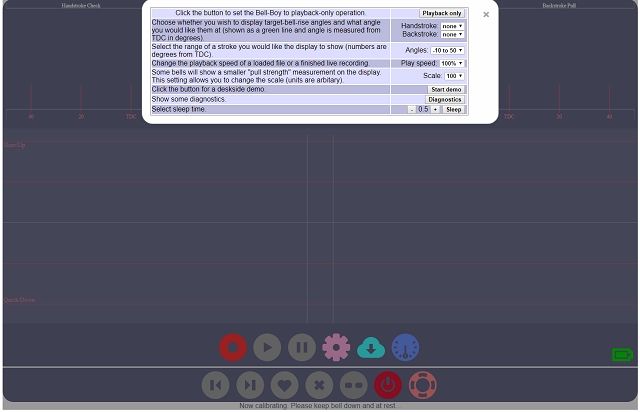 Handstroke Check
Backstroke Pull
Click the button to set the Bell-Boy to playback-only operation.
Playback only
Choose whether you wish to display target-bell-rise angles and what angle
you would like them at (shown as a green line and angle is measured from
TDC in degrees).
Handstroke: none
Backstroke: none
Select the range of a stroke you would like the display to show (numbers are
degrees from TDC).
Angles: -10 to 50
Change the playback speed of a loaded file or a finished live recording.
Play speed: 100%
Some bells will show a smaller "pull strength" measurement on the display.
This setting allows you to change the scale (units are arbitary).
Scale: 100
Click the button for a deskside demo.
Start demo
Show some diagnostics.
Diagnostics
Select sleep time.
- 0.5 + Sleep
40 20 TDC TDC 20 40
Now calibrating. Please keep bell down and at rest...